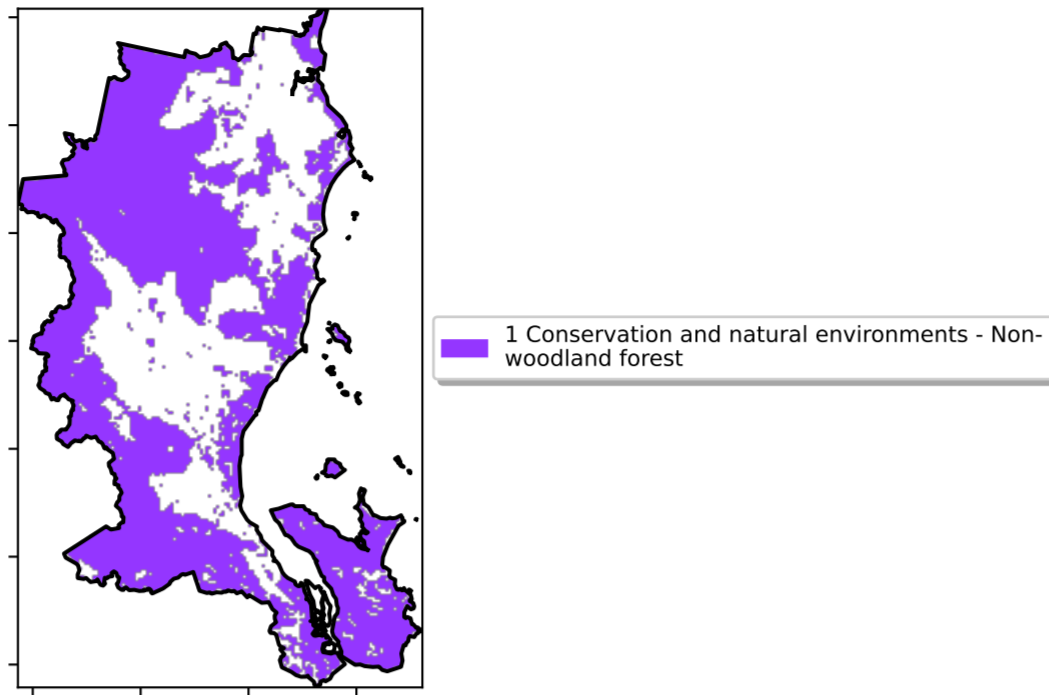 1 Conservation and natural environments - Non-
woodland forest